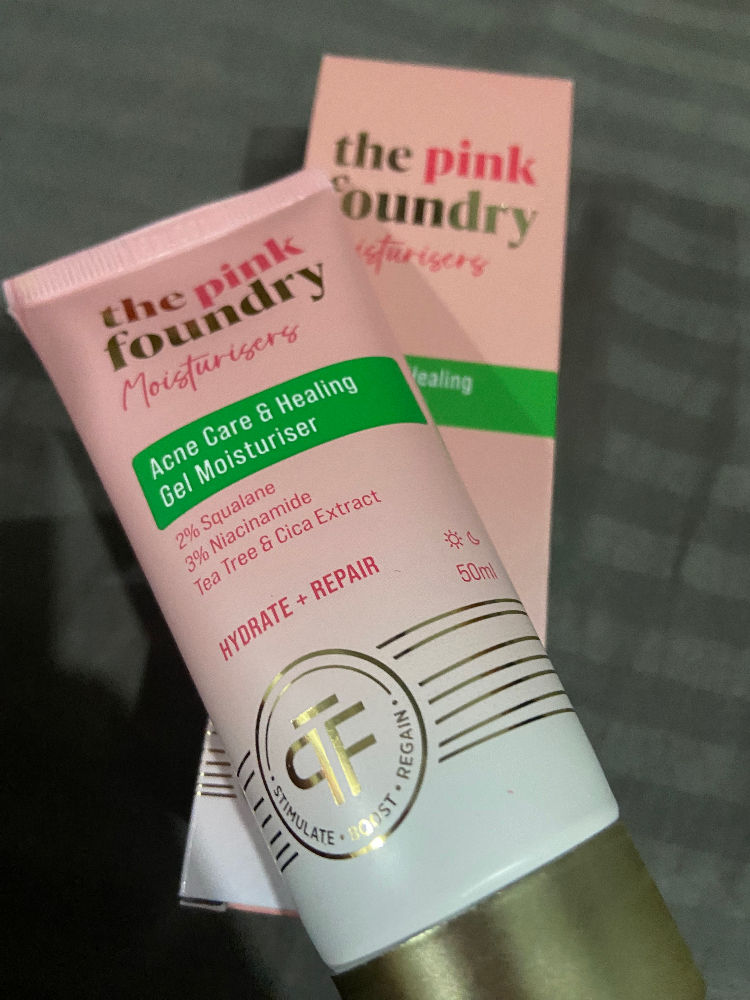 the pink
foundry
Moisturisers
Acne Care & Healing
Gel Moisturiser
2% Squalane
3% Niacinamide
Tea Tree & Cica Extract
HYDRATE + REPAIR
50ml
STIMULATE • BOOST • REGAIN •
the pink
foundry
isturisers
Healing